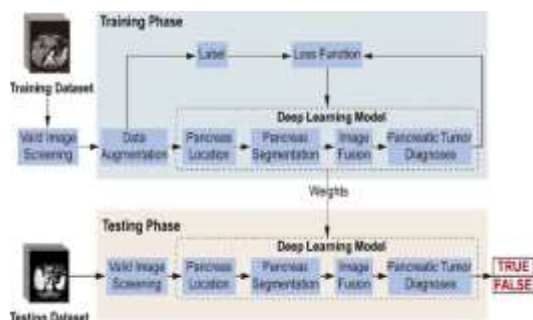 Training Phase
Training Dataset
Label
Loss Function
Deep Learning Model
Valid Image
Screening
Data
Augmentation
Pancreas
Location
Pancreas
Segmentation
Image
Fusion
Pancreatic Tumor
Diagnoses
Weights
Testing Phase
Deep Learning Model
Testing Dataset
Valid Image
Screening
Pancreas
Location
Pancreas
Segmentation
Image
Fusion
Pancreatic Tumor
Diagnoses
TRUE
FALSE